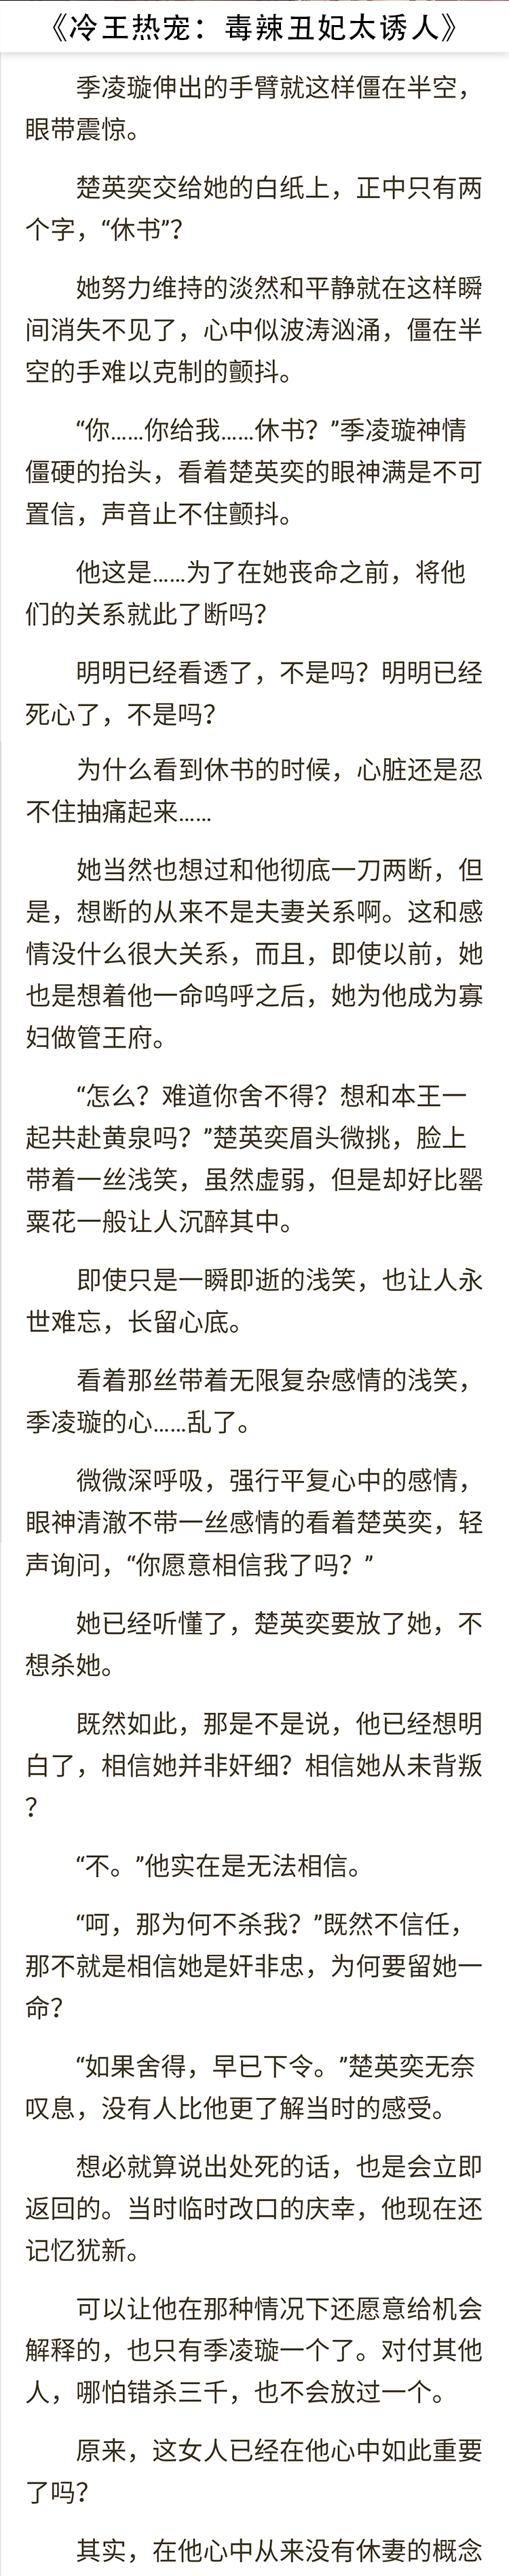 《冷王热宠：毒辣丑妃太诱人》
季凌璇伸出的手臂就这样僵在半空，
眼带震惊。
楚英奕交给她的白纸上，正中只有两
个字，“休书”？
她努力维持的淡然和平静就在这样瞬
间消失不见了，心中似波涛汹涌，僵在半
空的手难以克制的颤抖。
“你……你给我……休书？”季凌璇神情
僵硬的抬头，看着楚英奕的眼神满是不可
置信，声音止不住颤抖。
他这是……为了在她丧命之前，将他
们的关系就此了断吗？
明明已经看透了，不是吗？明明已经
死心了，不是吗？
为什么看到休书的时候，心脏还是忍
不住抽痛起来……
她当然也想过和他彻底一刀两断，但
是，想断的从来不是夫妻关系啊。这和感
情没什么很大关系，而且，即使以前，她
也是想着他一命呜呼之后，她为他成为寡
妇做管王府。
“怎么？难道你舍不得？想和本王一
起共赴黄泉吗？”楚英奕眉头微挑，脸上
带着一丝浅笑，虽然虚弱，但是却好比罂
粟花一般让人沉醉其中。
即使只是一瞬即逝的浅笑，也让人永
世难忘，长留心底。
看着那丝带着无限复杂感情的浅笑，
季凌璇的心……乱了。
微微深呼吸，强行平复心中的感情，
眼神清澈不带一丝感情的看着楚英奕，轻
声询问，“你愿意相信我了吗？”
她已经听懂了，楚英奕要放了她，不
想杀她。
既然如此，那是不是说，他已经想明
白了，相信她并非奸细？相信她从未背叛
？
“不。”他实在是无法相信。
“呵，那为何不杀我？”既然不信任，
那不就是相信她是奸非忠，为何要留她一
命？
“如果舍得，早已下令。”楚英奕无奈
叹息，没有人比他更了解当时的感受。
想必就算说出处死的话，也是会立即
返回的。当时临时改口的庆幸，他现在还
记忆犹新。
可以让他在那种情况下还愿意给机会
解释的，也只有季凌璇一个了。对付其他
人，哪怕错杀三千，也不会放过一个。
原来，这女人已经在他心中如此重要
了吗？
其实，在他心中从来没有休妻的概念